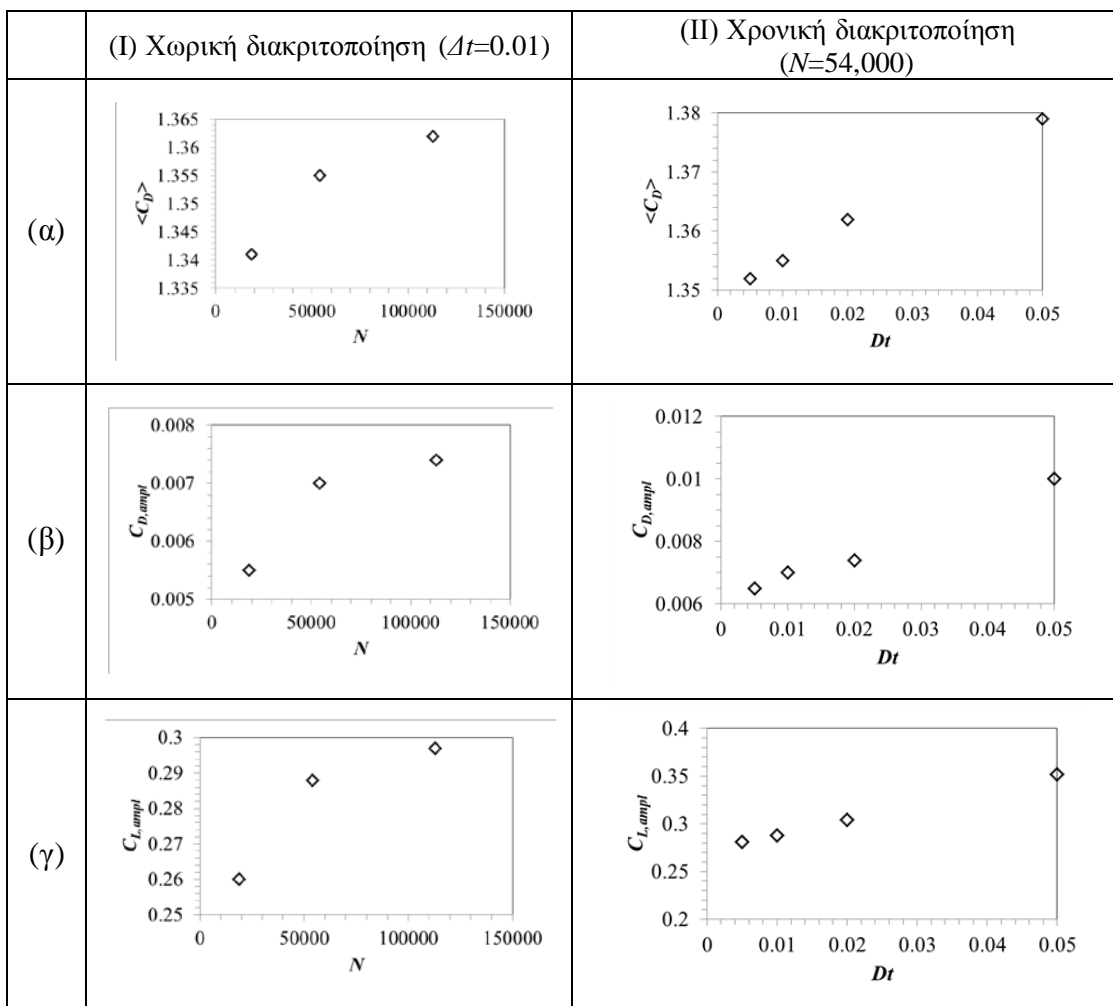 (I) Χωρική διακριτοποίηση (Δt=0.01)
(II) Χρονική διακριτοποίηση
(N=54,000)
(α)
1.365
1.36
1.355
1.35
1.345
1.34
1.335
<C_D>
0 50000 100000 150000
N
1.38
1.37
1.36
1.35
<C_D>
0 0.01 0.02 0.03 0.04 0.05
Dt
(β)
0.008
0.007
0.006
0.005
C_D,ampl
0 50000 100000 150000
N
0.012
0.01
0.008
0.006
C_D,ampl
0 0.01 0.02 0.03 0.04 0.05
Dt
(γ)
0.3
0.29
0.28
0.27
0.26
0.25
C_L,ampl
0 50000 100000 150000
N
0.4
0.35
0.3
0.25
0.2
C_L,ampl
0 0.01 0.02 0.03 0.04 0.05
Dt